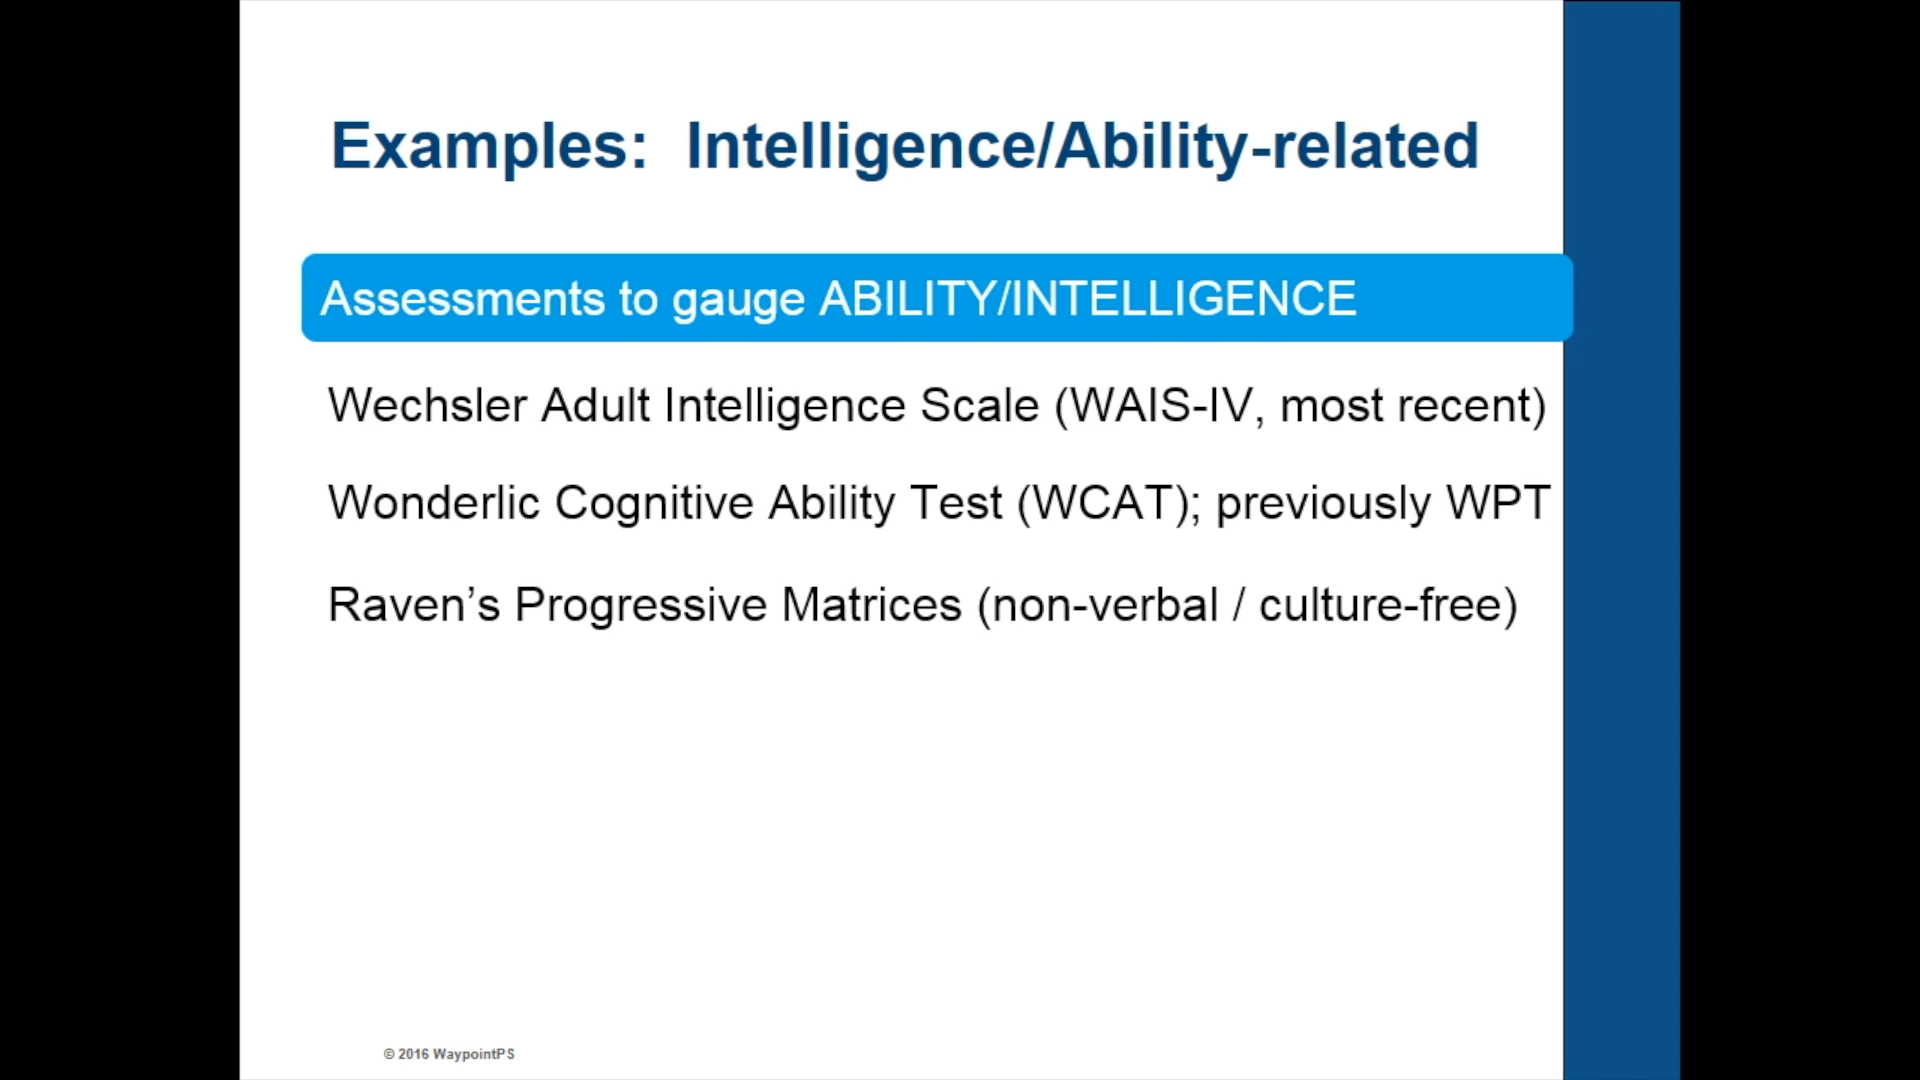 Examples:  Intelligence/Ability-related
Assessments to gauge ABILITY/INTELLIGENCE
Wechsler Adult Intelligence Scale (WAIS-IV, most recent)
Wonderlic Cognitive Ability Test (WCAT); previously WPT
Raven’s Progressive Matrices (non-verbal / culture-free)
© 2016 WaypointPS